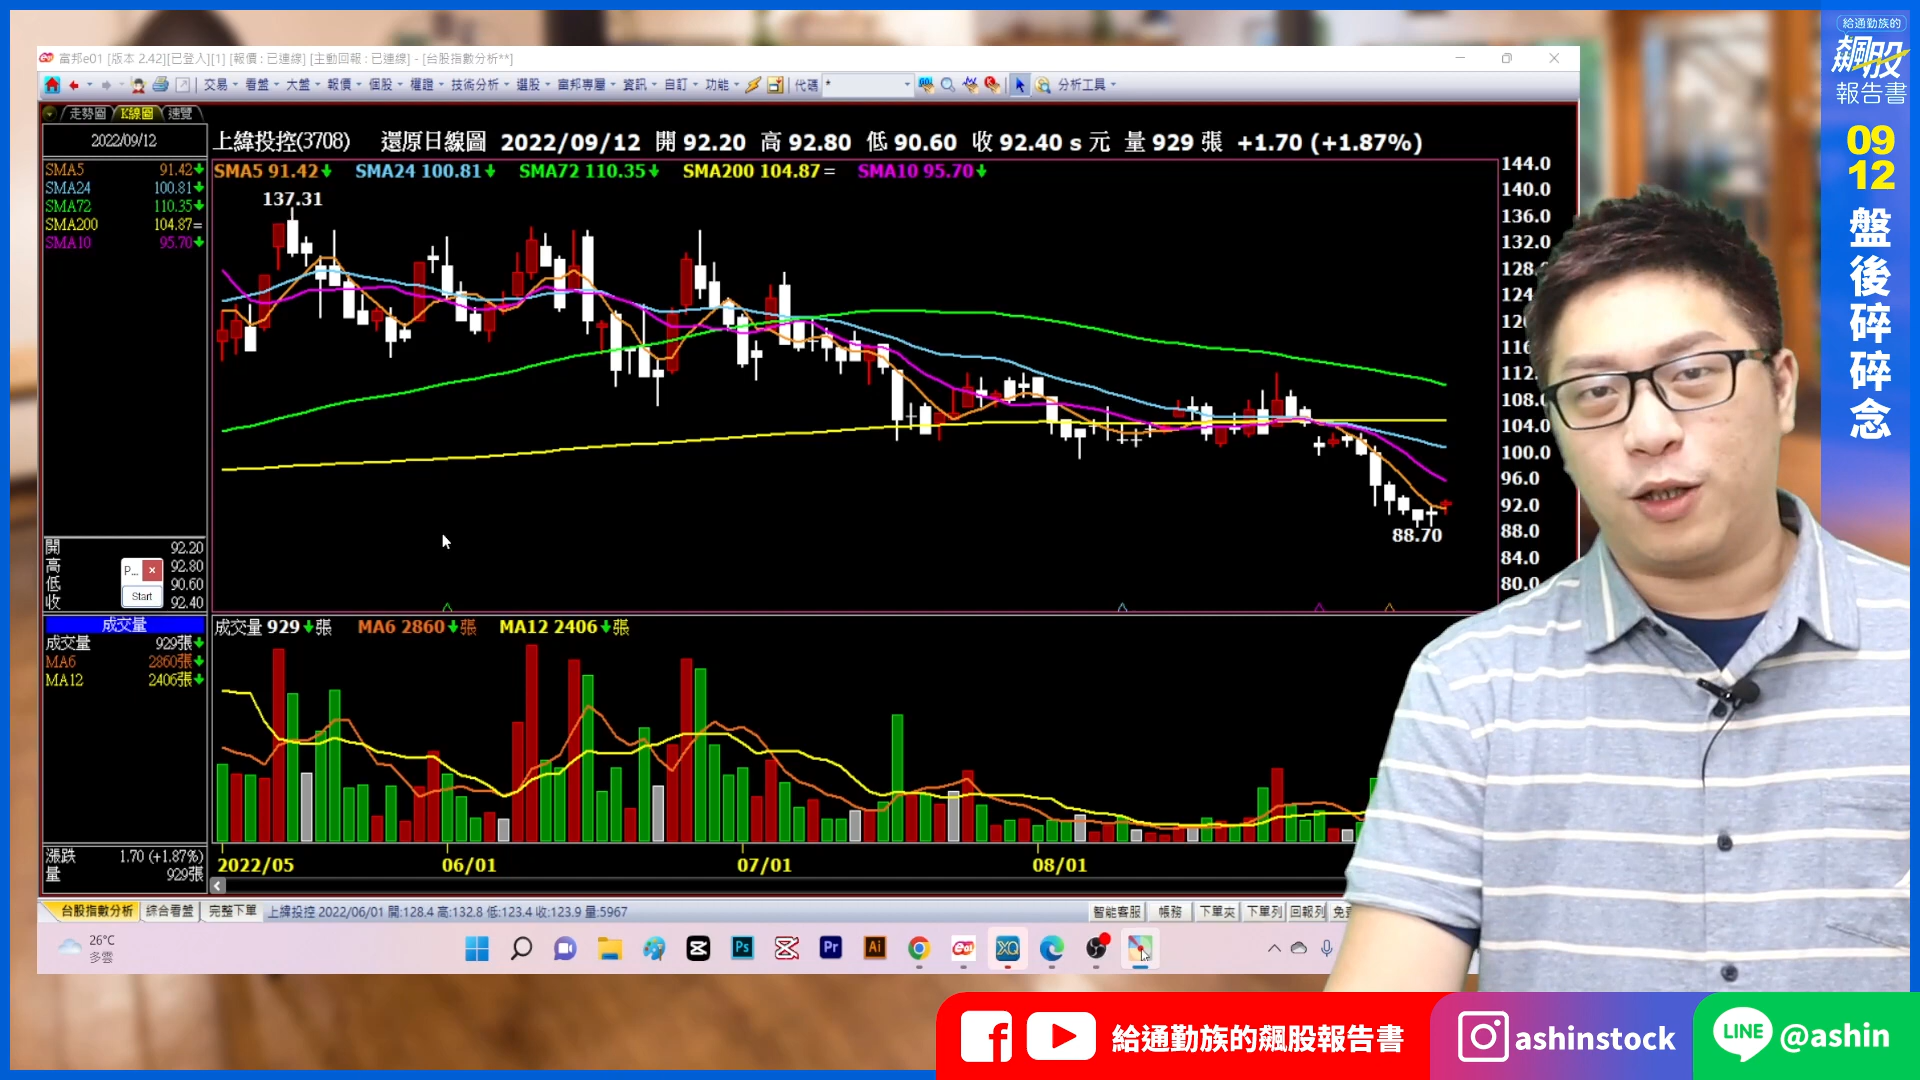 富邦e01 [版本 2.42][已登入][1] [報價 : 已連線] [主動回報 : 已連線] - [台股指數分析**]
交易 看盤 大盤 報價 個股 權證 技術分析 選股 富邦專屬 資訊 自訂 功能 代碼 * 分析工具
走勢圖 K線圖 速覽
2022/09/12
上緯投控(3708) 還原日線圖 2022/09/12 開 92.20 高 92.80 低 90.60 收 92.40 s 元 量 929 張 +1.70 (+1.87%)
SMA5 91.42↓ SMA24 100.81↓ SMA72 110.35↓ SMA200 104.87= SMA10 95.70↓
SMA5 91.42↓
SMA24 100.81↓
SMA72 110.35↓
SMA200 104.87=
SMA10 95.70↓
137.31
88.70
144.0
140.0
136.0
132.0
128.
124
12
116
112.
108.
104.0
100.0
96.0
92.0
88.0
84.0
80.0
開 92.20
高 92.80
低 90.60
收 92.40
P...
Start
成交量
成交量 929張↓
MA6 2860張↓
MA12 2406張↓
成交量 929↓張 MA6 2860↓張 MA12 2406↓張
漲跌 1.70 (+1.87%)
量 929張
2022/05 06/01 07/01 08/01
台股指數分析 綜合看盤 完整下單 上緯投控 2022/06/01 開:128.4 高:132.8 低:123.4 收:123.9 量:5967
智能客服 帳務 下單夾 下單列 回報列 免
26°C
多雲
Ps
Pr
Ai
e01
XQ
給通勤族的
飆股
報告書
09
12
盤後碎碎念
給通勤族的飆股報告書
ashinstock
LINE @ashin